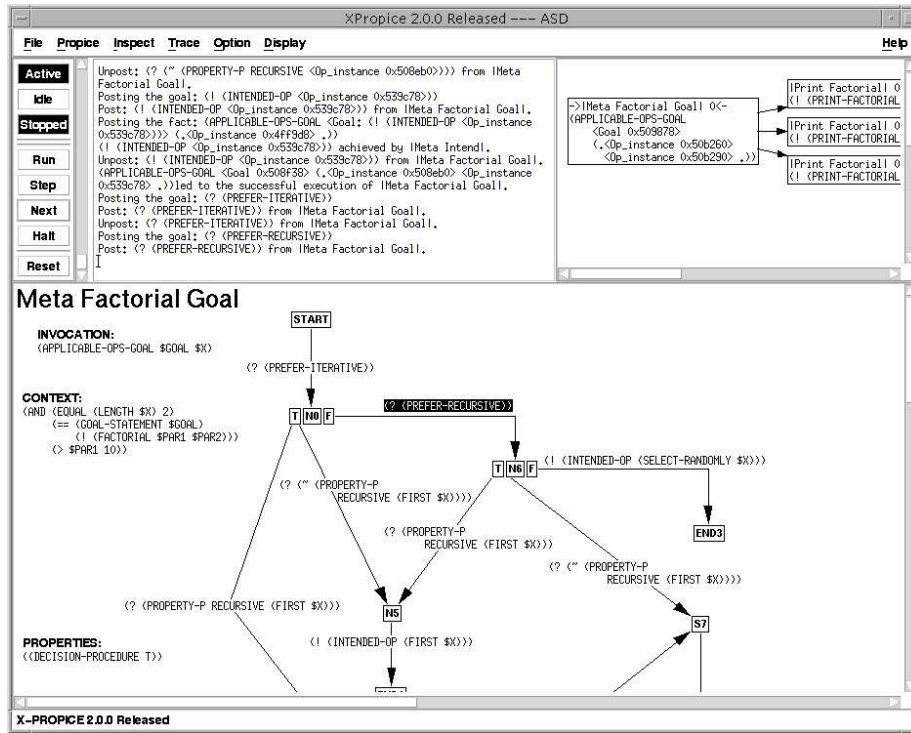 XPropice 2.0.0 Released --- ASD
File Propice Inspect Trace Option Display Help
Active
Idle
Stopped
Run
Step
Next
Halt
Reset
Unpost: (? (~ (PROPERTY-P RECURSIVE <Op_instance 0x508eb0>))) from |Meta
Factorial Goal|.
Posting the goal: (! (INTENDED-OP <Op_instance 0x539c78>))
Post: (! (INTENDED-OP <Op_instance 0x539c78>)) from |Meta Factorial Goal|.
Posting the fact: (APPLICABLE-OPS-GOAL <Goal: (! (INTENDED-OP <Op_instance
0x539c78>))> (.<Op_instance 0x4ff9d8> .))
(! (INTENDED-OP <Op_instance 0x539c78>)) achieved by |Meta Intend|.
Unpost: (! (INTENDED-OP <Op_instance 0x539c78>)) from |Meta Factorial Goal|.
(APPLICABLE-OPS-GOAL <Goal 0x508f38> (.<Op_instance 0x508eb0> <Op_instance
0x539c78> .))led to the successful execution of |Meta Factorial Goal|.
Posting the goal: (? (PREFER-ITERATIVE))
Post: (? (PREFER-ITERATIVE)) from |Meta Factorial Goal|.
Unpost: (? (PREFER-ITERATIVE)) from |Meta Factorial Goal|.
Posting the goal: (? (PREFER-RECURSIVE))
Post: (? (PREFER-RECURSIVE)) from |Meta Factorial Goal|.
->|Meta Factorial Goal| 0<-
(APPLICABLE-OPS-GOAL
<Goal 0x509878>
(.<Op_instance 0x50b260>
<Op_instance 0x50b290> .))
|Print Factorial| 0
(! (PRINT-FACTORIAL
|Print Factorial| 0
(! (PRINT-FACTORIAL
|Print Factorial| 0
(! (PRINT-FACTORIAL
Meta Factorial Goal
INVOCATION:
(APPLICABLE-OPS-GOAL $GOAL $X)
CONTEXT:
(AND (EQUAL (LENGTH $X) 2)
(== (GOAL-STATEMENT $GOAL)
(! (FACTORIAL $PAR1 $PAR2)))
(> $PAR1 10))
PROPERTIES:
((DECISION-PROCEDURE T))
START
(? (PREFER-ITERATIVE))
T N0 F
(? (PREFER-RECURSIVE))
T N6 F
(! (INTENDED-OP (SELECT-RANDOMLY $X)))
END3
(? (~ (PROPERTY-P
RECURSIVE (FIRST $X))))
(? (PROPERTY-P
RECURSIVE (FIRST $X)))
(? (~ (PROPERTY-P
RECURSIVE (FIRST $X))))
(? (PROPERTY-P RECURSIVE (FIRST $X)))
N5
S7
(! (INTENDED-OP (FIRST $X)))
X-PROPICE 2.0.0 Released